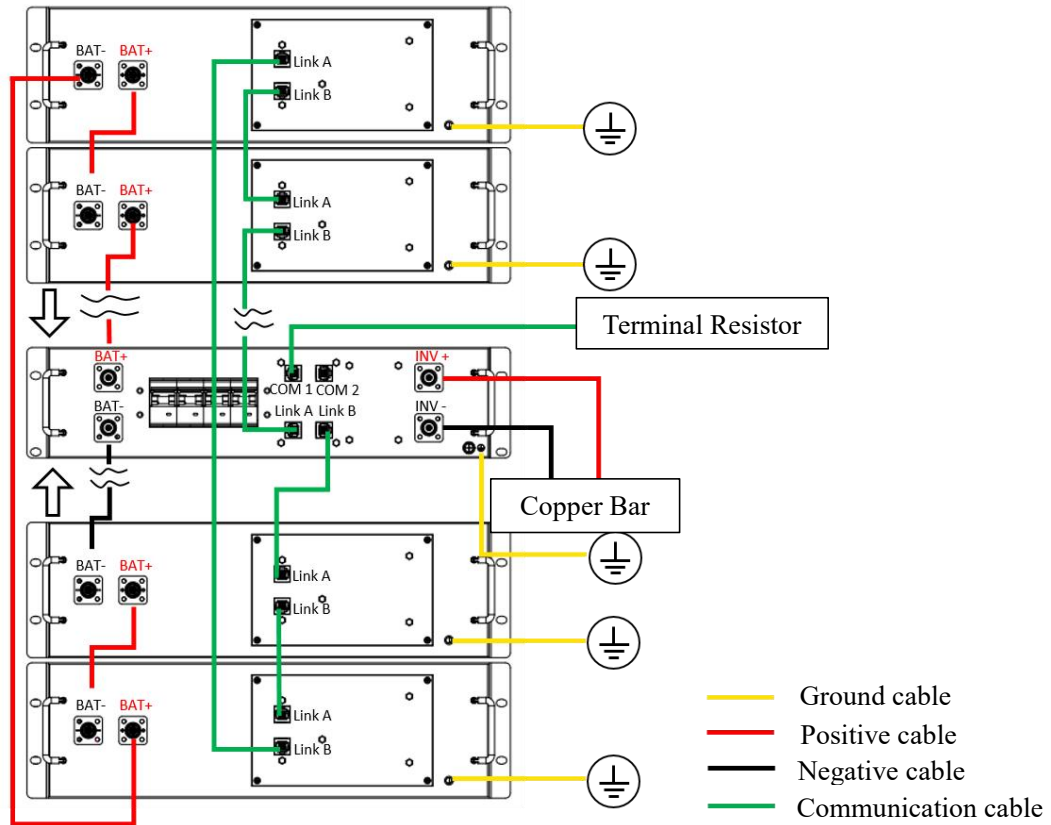 BAT- BAT+
Link A
Link B
BAT- BAT+
Link A
Link B
Terminal Resistor
BAT+
INV +
COM 1 COM 2
BAT-
Link A Link B
INV -
Copper Bar
BAT- BAT+
Link A
Link B
BAT- BAT+
Link A
Link B
Ground cable
Positive cable
Negative cable
Communication cable